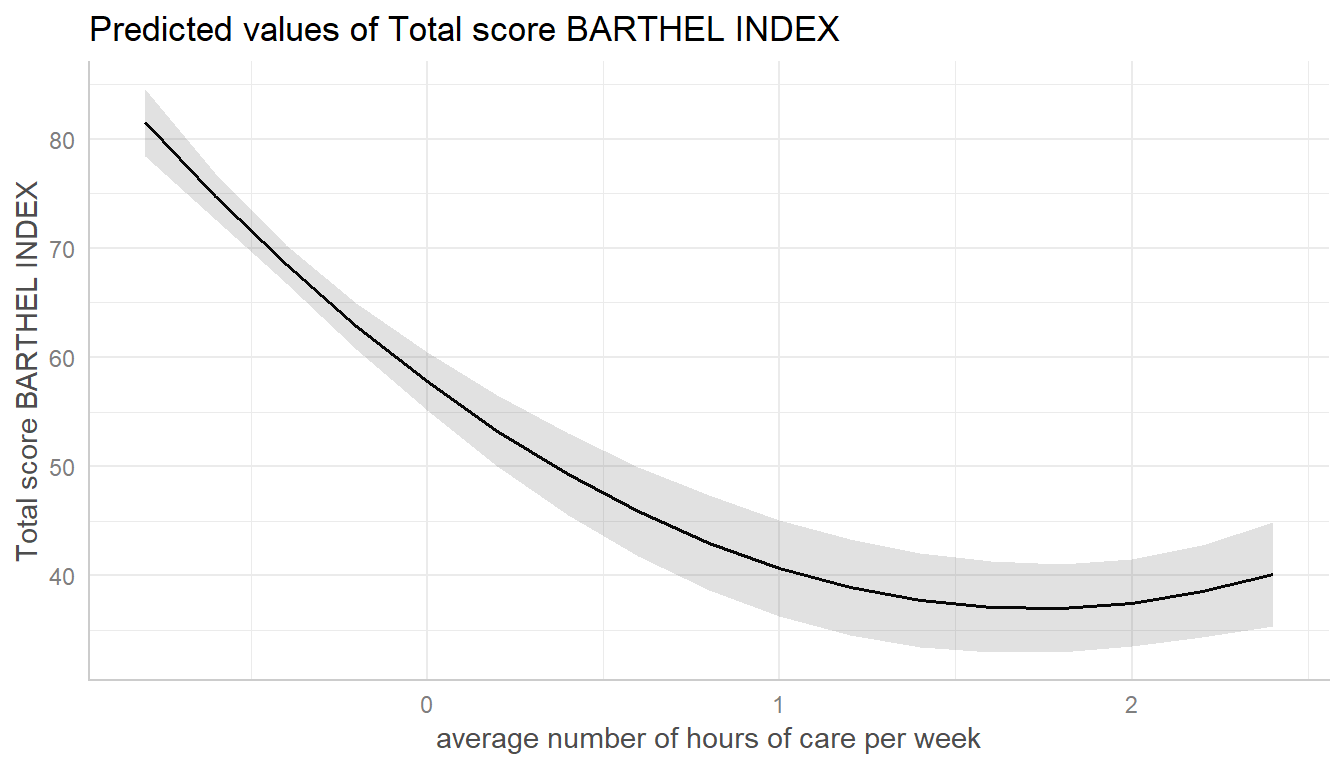 Predicted values of Total score BARTHEL INDEX
Total score BARTHEL INDEX
80
70
60
50
40
0 1 2
average number of hours of care per week